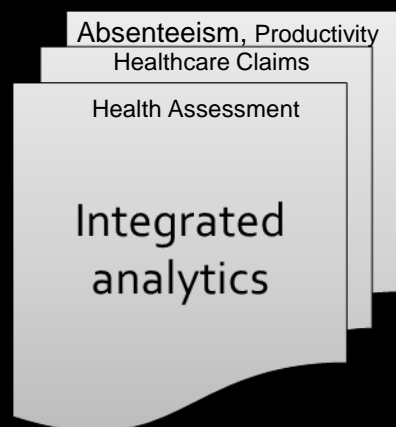 Absenteeism, Productivity
Healthcare Claims
Health Assessment
Integrated
analytics